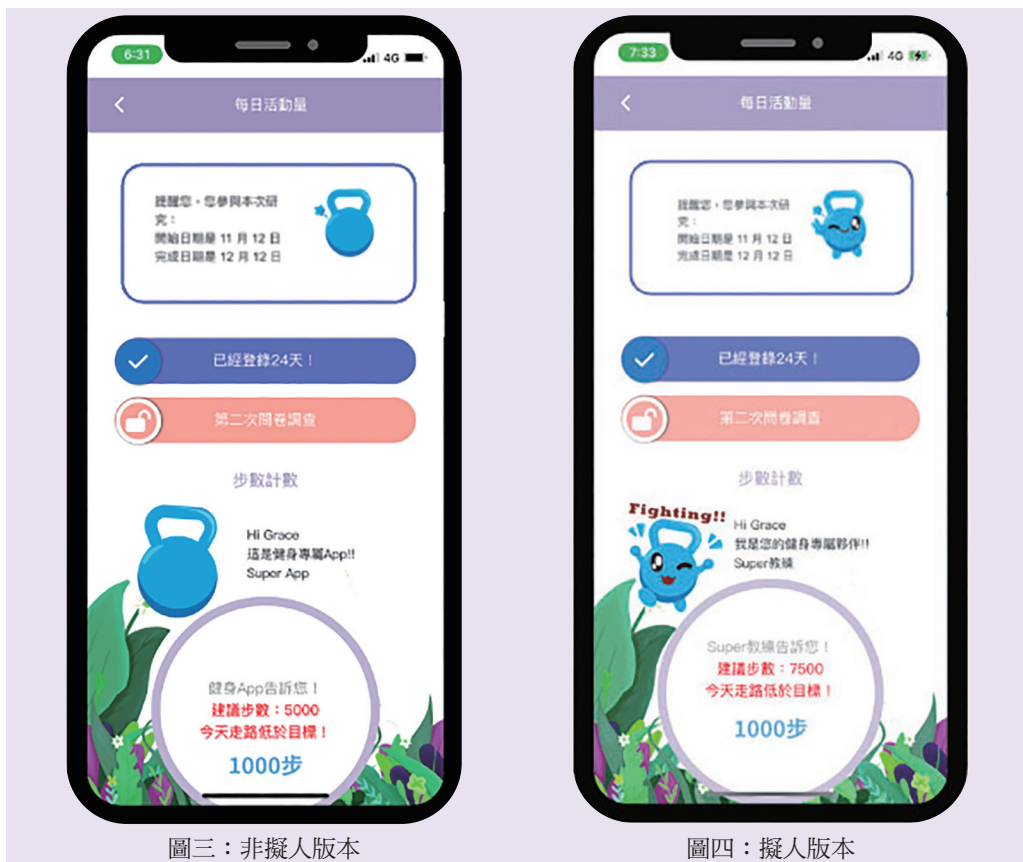 6:31
4G
每日活動量
提醒您，您參與本次研
究：
開始日期是 11 月 12 日
完成日期是 12 月 12 日
已經登錄24天！
第二次問卷調查
步數計數
Hi Grace
這是健身專屬App!!
Super App
健身App告訴您！
建議步數：5000
今天走路低於目標！
1000步
圖三：非擬人版本
7:33
4G
每日活動量
提醒您，您參與本次研
究：
開始日期是 11 月 12 日
完成日期是 12 月 12 日
已經登錄24天！
第二次問卷調查
步數計數
Fighting!!
Hi Grace
我是您的健身專屬夥伴!!
Super教練
Super教練告訴您！
建議步數：7500
今天走路低於目標！
1000步
圖四：擬人版本